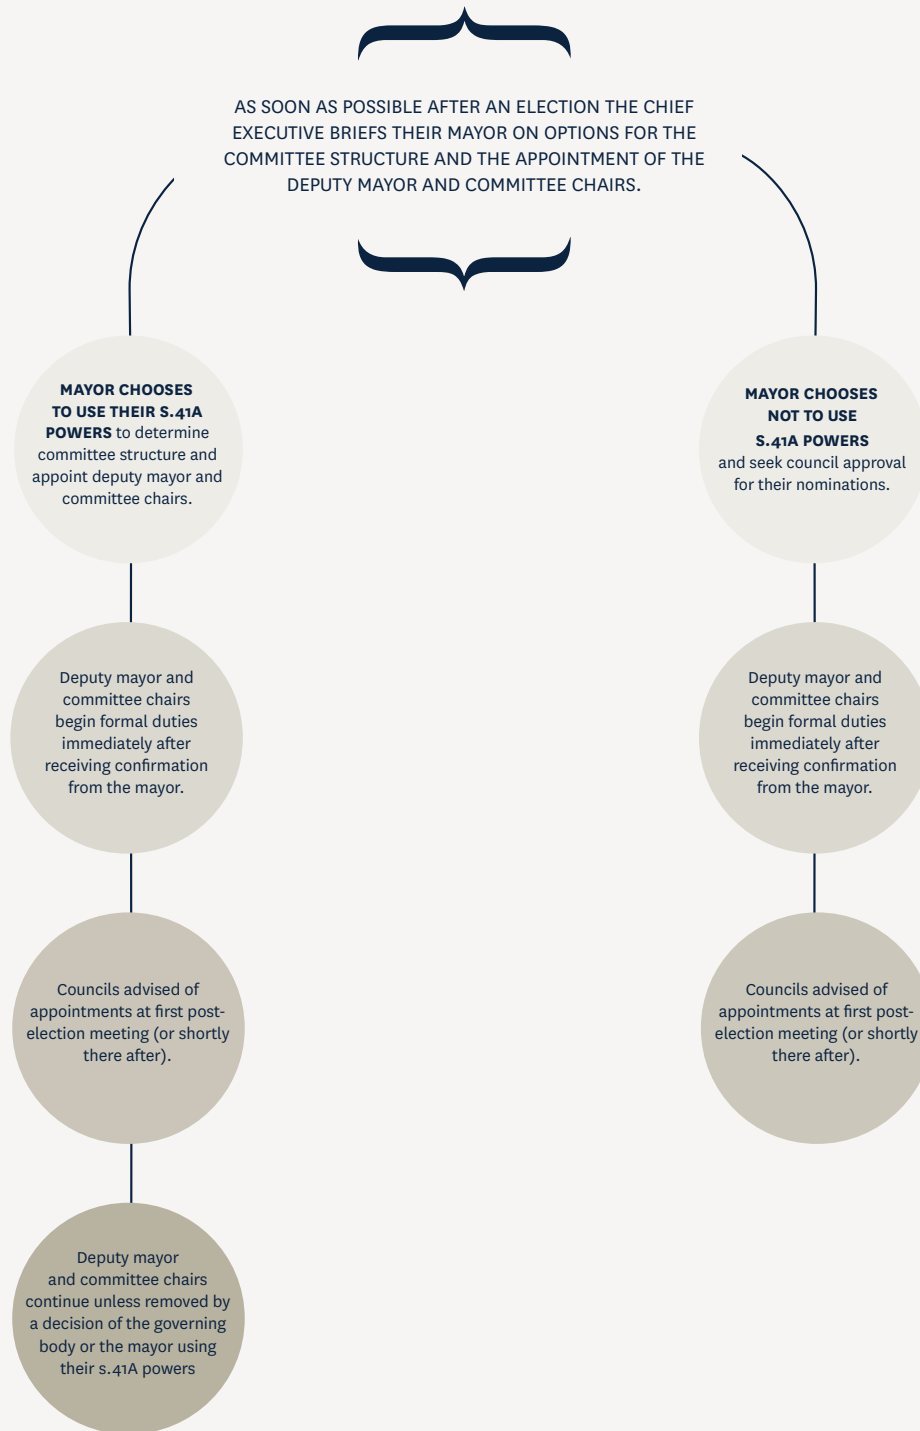 AS SOON AS POSSIBLE AFTER AN ELECTION THE CHIEF
EXECUTIVE BRIEFS THEIR MAYOR ON OPTIONS FOR THE
COMMITTEE STRUCTURE AND THE APPOINTMENT OF THE
DEPUTY MAYOR AND COMMITTEE CHAIRS.
MAYOR CHOOSES
TO USE THEIR S.41A
POWERS to determine
committee structure and
appoint deputy mayor and
committee chairs.
Deputy mayor and
committee chairs
begin formal duties
immediately after
receiving confirmation
from the mayor.
Councils advised of
appointments at first post-
election meeting (or shortly
there after).
Deputy mayor
and committee chairs
continue unless removed by
a decision of the governing
body or the mayor using
their s.41A powers
MAYOR CHOOSES
NOT TO USE
S.41A POWERS
and seek council approval
for their nominations.
Deputy mayor and
committee chairs
begin formal duties
immediately after
receiving confirmation
from the mayor.
Councils advised of
appointments at first post-
election meeting (or shortly
there after).